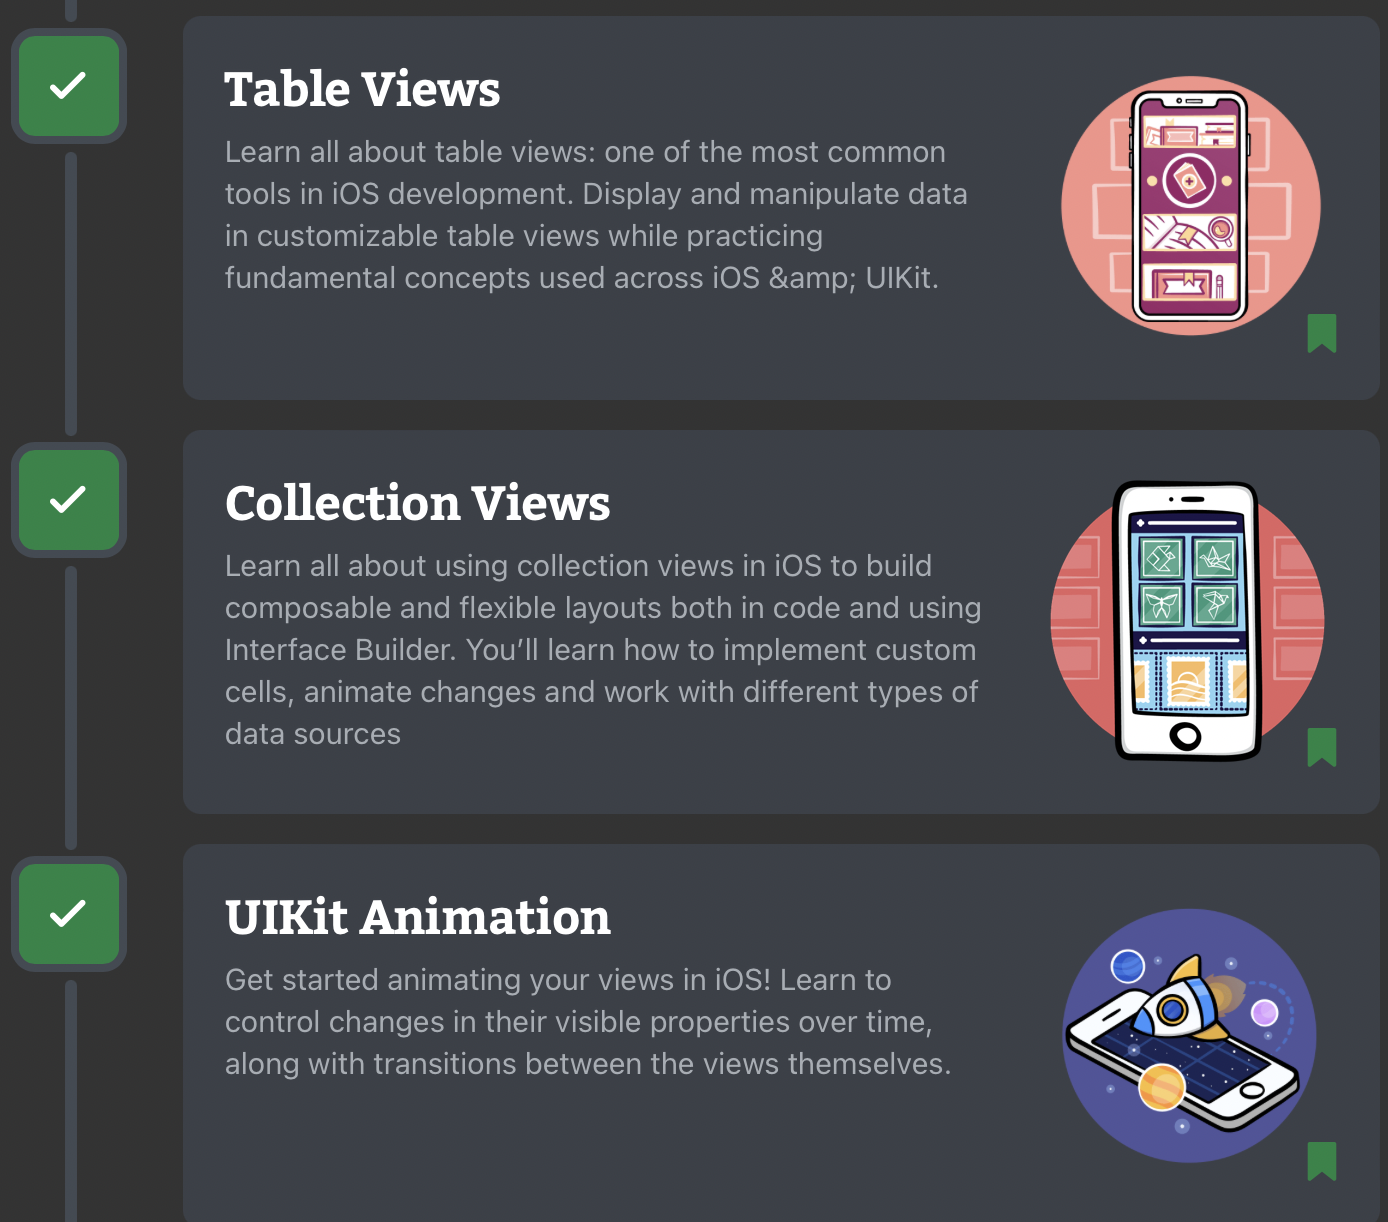 Table Views
Learn all about table views: one of the most common
tools in iOS development. Display and manipulate data
in customizable table views while practicing
fundamental concepts used across iOS &amp; UIKit.
Collection Views
Learn all about using collection views in iOS to build
composable and flexible layouts both in code and using
Interface Builder. You’ll learn how to implement custom
cells, animate changes and work with different types of
data sources
UIKit Animation
Get started animating your views in iOS! Learn to
control changes in their visible properties over time,
along with transitions between the views themselves.